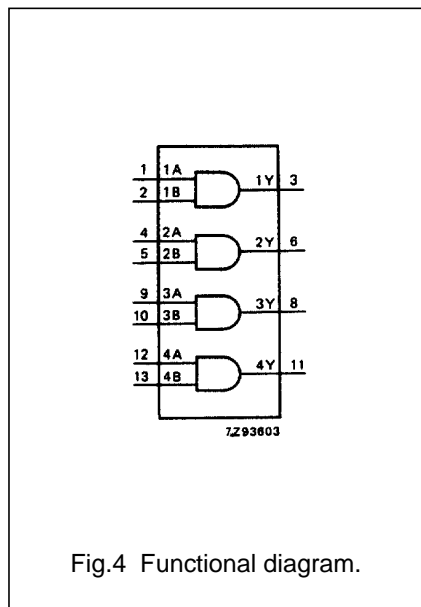 1 1A
2 1B
1Y 3
4 2A
5 2B
2Y 6
9 3A
10 3B
3Y 8
12 4A
13 4B
4Y 11
7Z93603
Fig.4 Functional diagram.